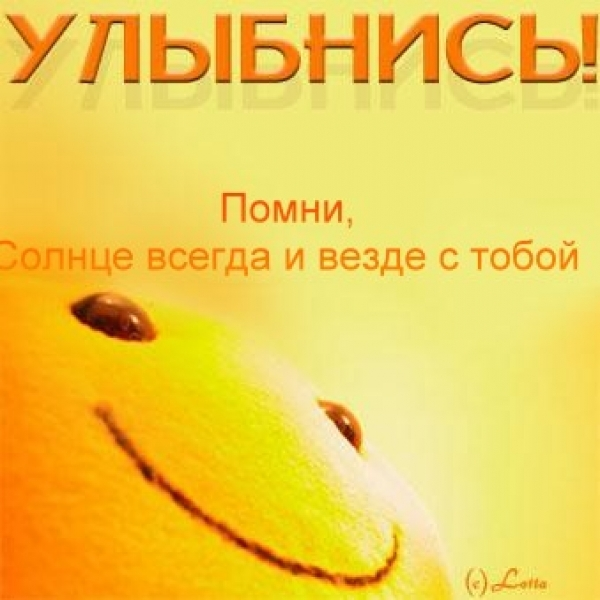 УЛЫБНИСЬ!
Помни,
Солнце всегда и везде с тобой
(c) Lotta